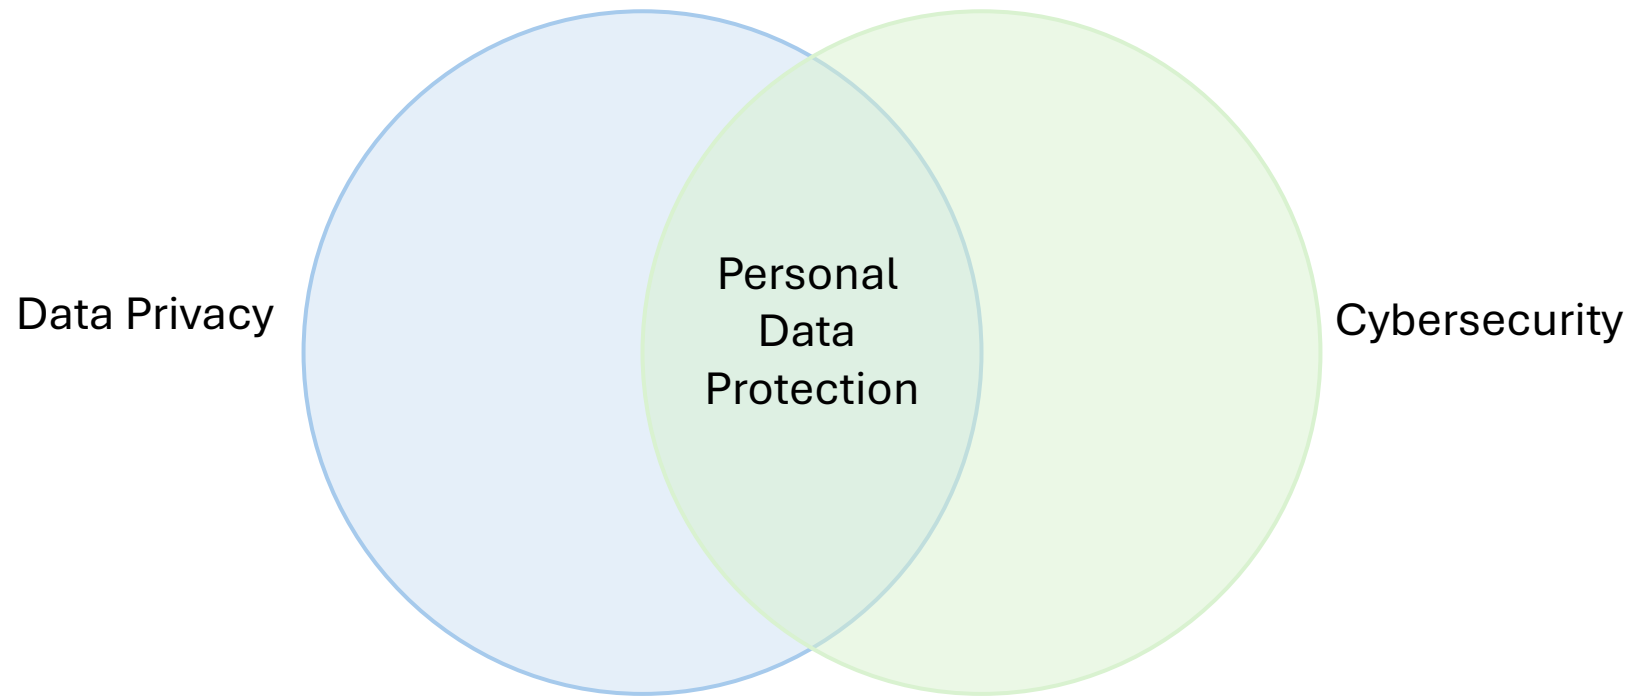 Data Privacy
Personal
Data
Protection
Cybersecurity